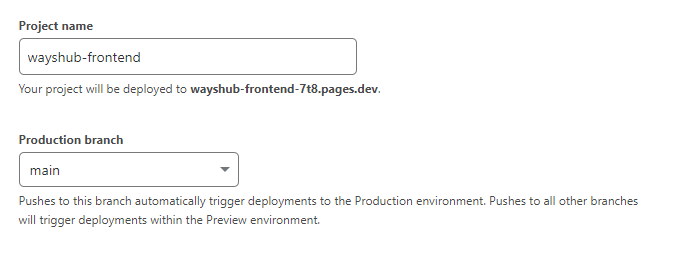 Project name
wayshub-frontend
Your project will be deployed to wayshub-frontend-7t8.pages.dev.
Production branch
main
Pushes to this branch automatically trigger deployments to the Production environment. Pushes to all other branches
will trigger deployments within the Preview environment.